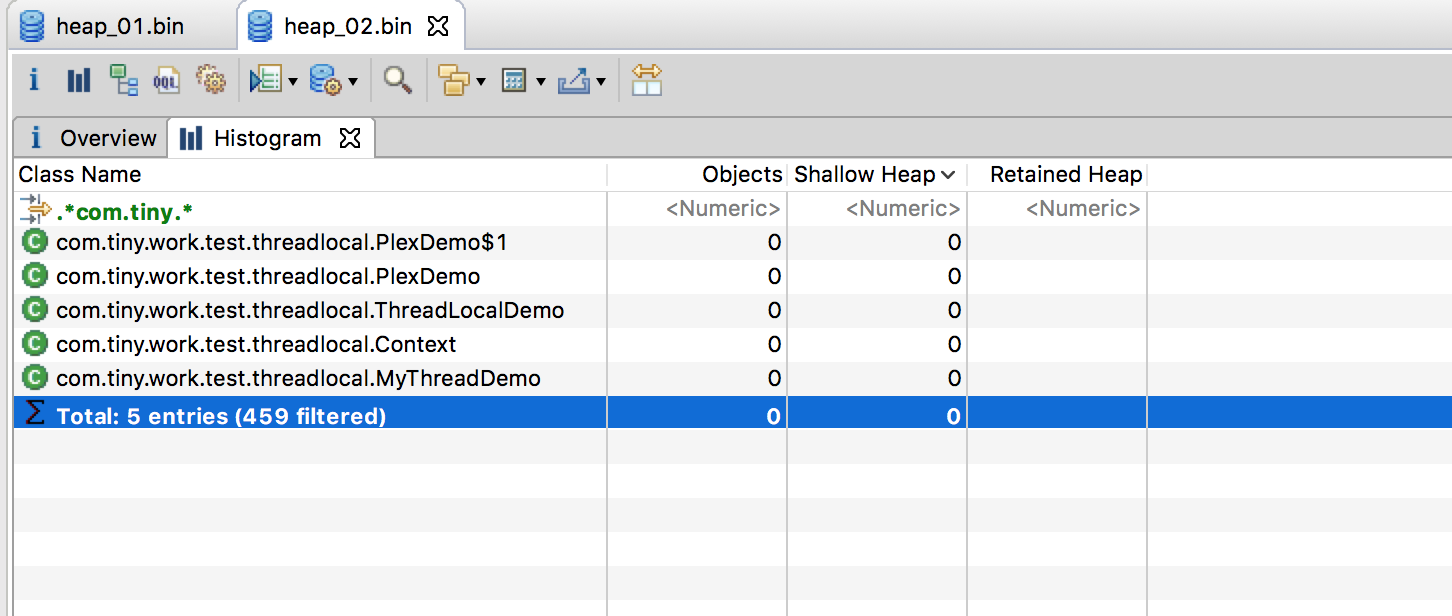 heap_01.bin heap_02.bin
i OQL
i Overview Histogram
Class Name Objects Shallow Heap Retained Heap
.*com.tiny.* <Numeric> <Numeric> <Numeric>
C com.tiny.work.test.threadlocal.PlexDemo$1 0 0
C com.tiny.work.test.threadlocal.PlexDemo 0 0
C com.tiny.work.test.threadlocal.ThreadLocalDemo 0 0
C com.tiny.work.test.threadlocal.Context 0 0
C com.tiny.work.test.threadlocal.MyThreadDemo 0 0
Σ Total: 5 entries (459 filtered) 0 0